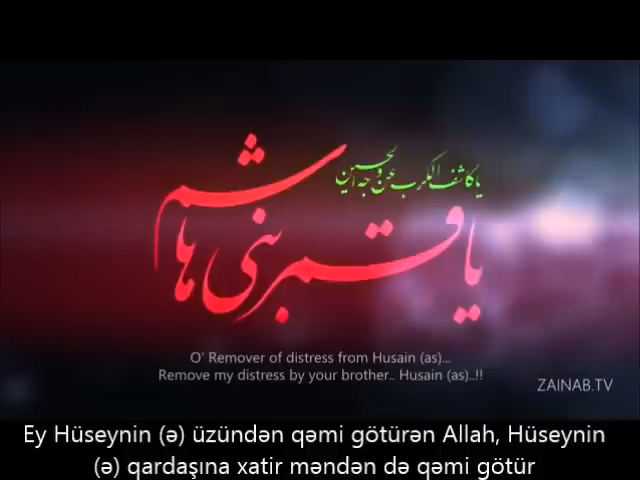 يا كاشف الكرب عن وجه الحسين
يا قمر بنی هاشم
O' Remover of distress from Husain (as)...
Remove my distress by your brother.. Husain (as)..!!
ZAINAB.TV
Ey Hüseynin (ə) üzündən qəmi götürən Allah, Hüseynin
(ə) qardaşına xatir məndən də qəmi götür